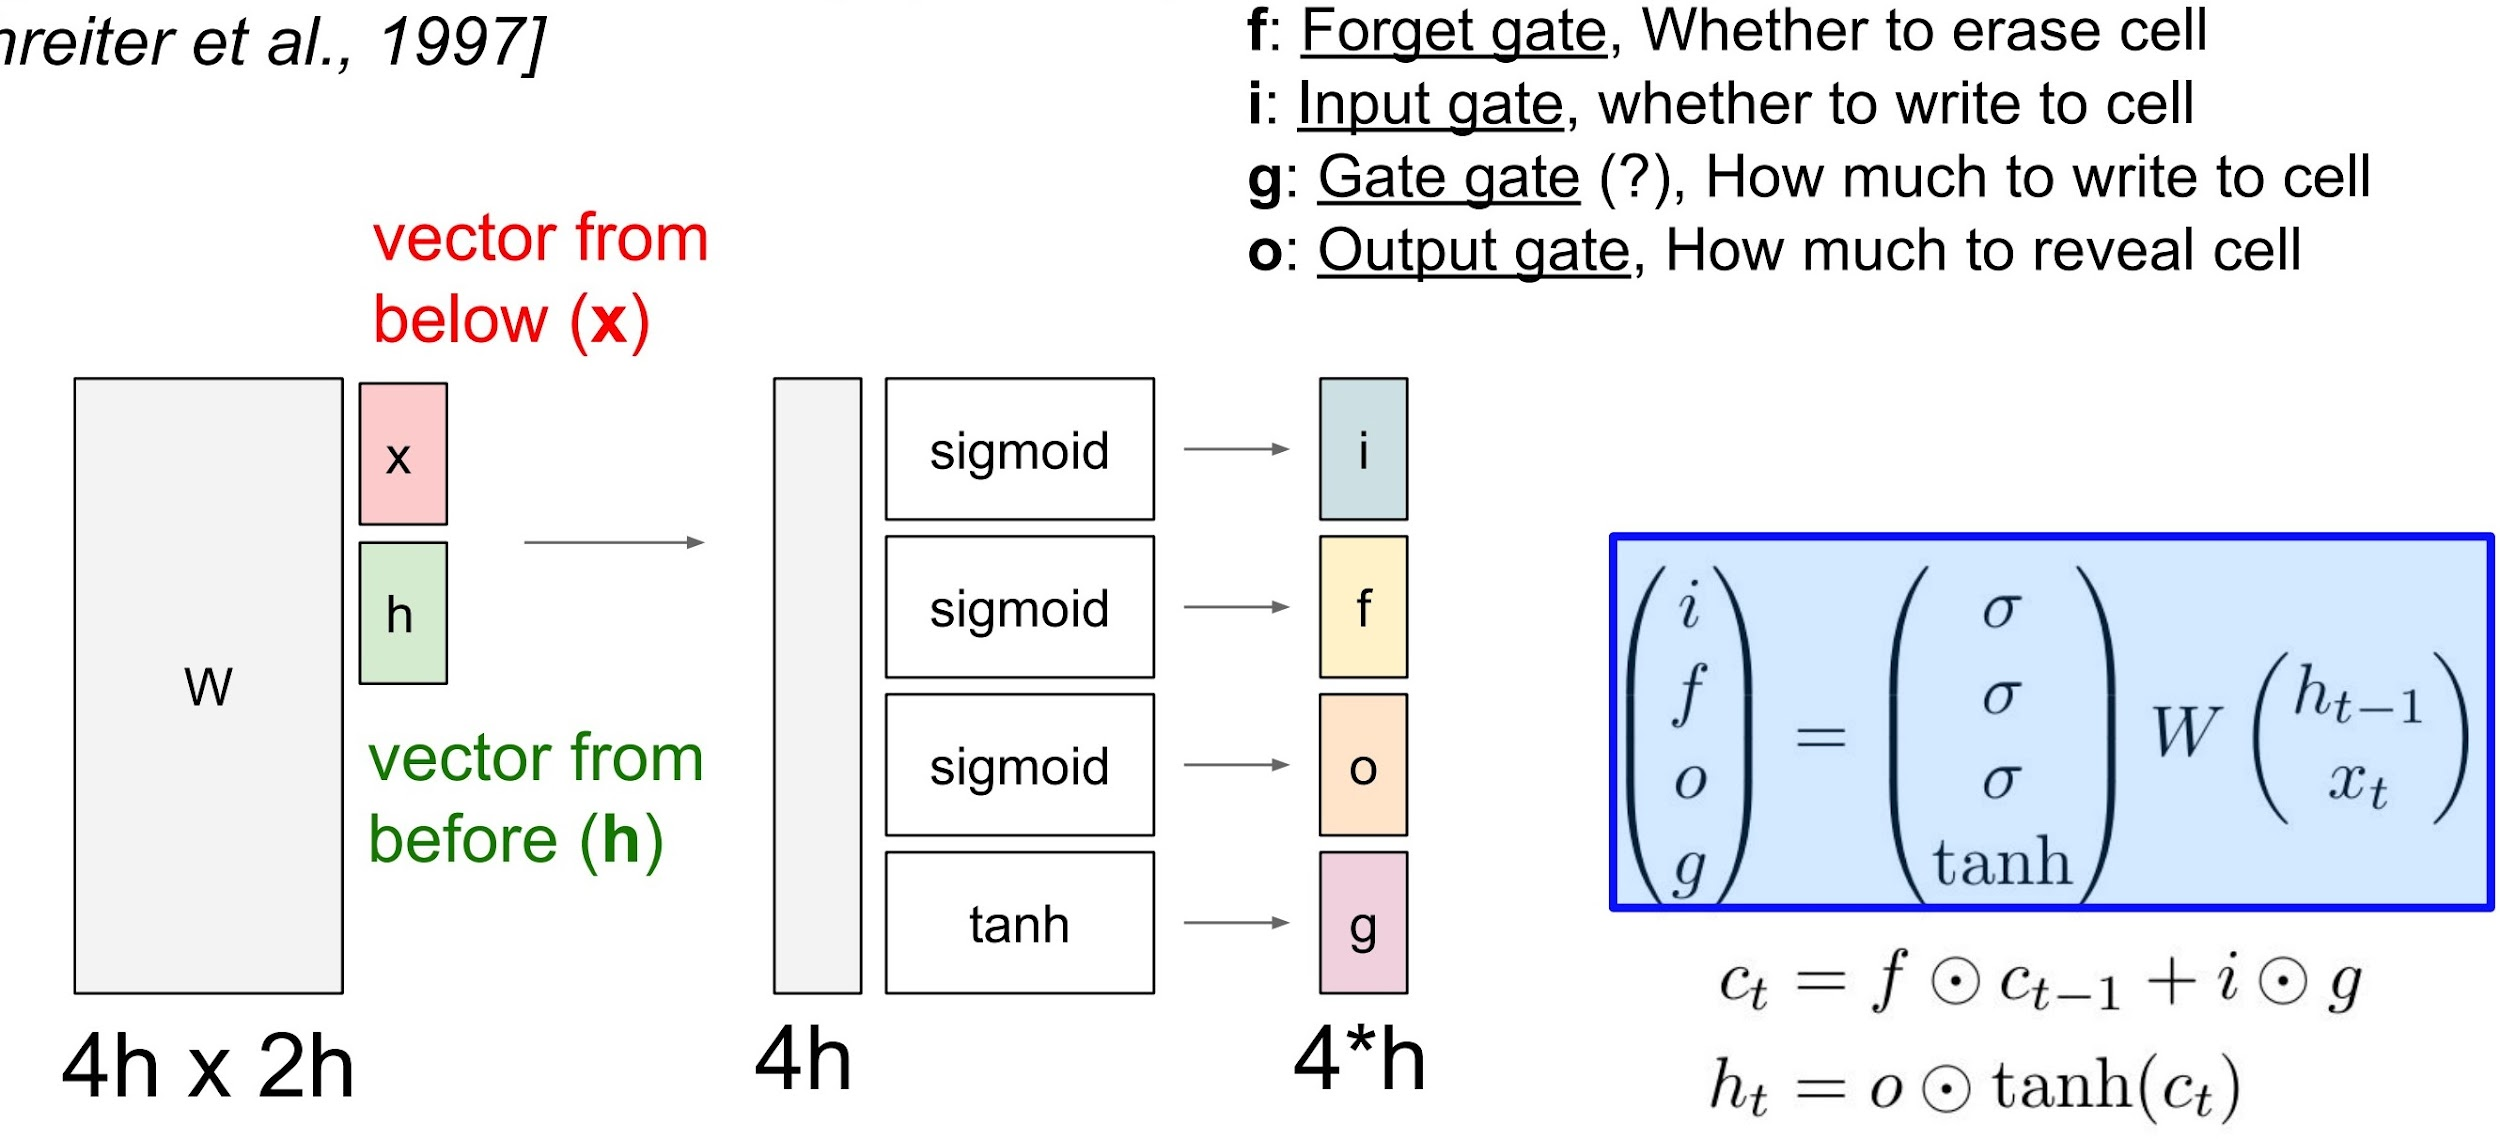 nreiter et al., 1997]
f: Forget gate, Whether to erase cell
i: Input gate, whether to write to cell
g: Gate gate (?), How much to write to cell
o: Output gate, How much to reveal cell
vector from
below (x)
x
h
W
vector from
before (h)
4h x 2h
sigmoid
sigmoid
sigmoid
tanh
4h
i
f
o
g
4*h
(i f o g) = (σ σ σ tanh) W (h_{t−1} x_t)
c_t = f ⊙ c_{t−1} + i ⊙ g
h_t = o ⊙ tanh(c_t)